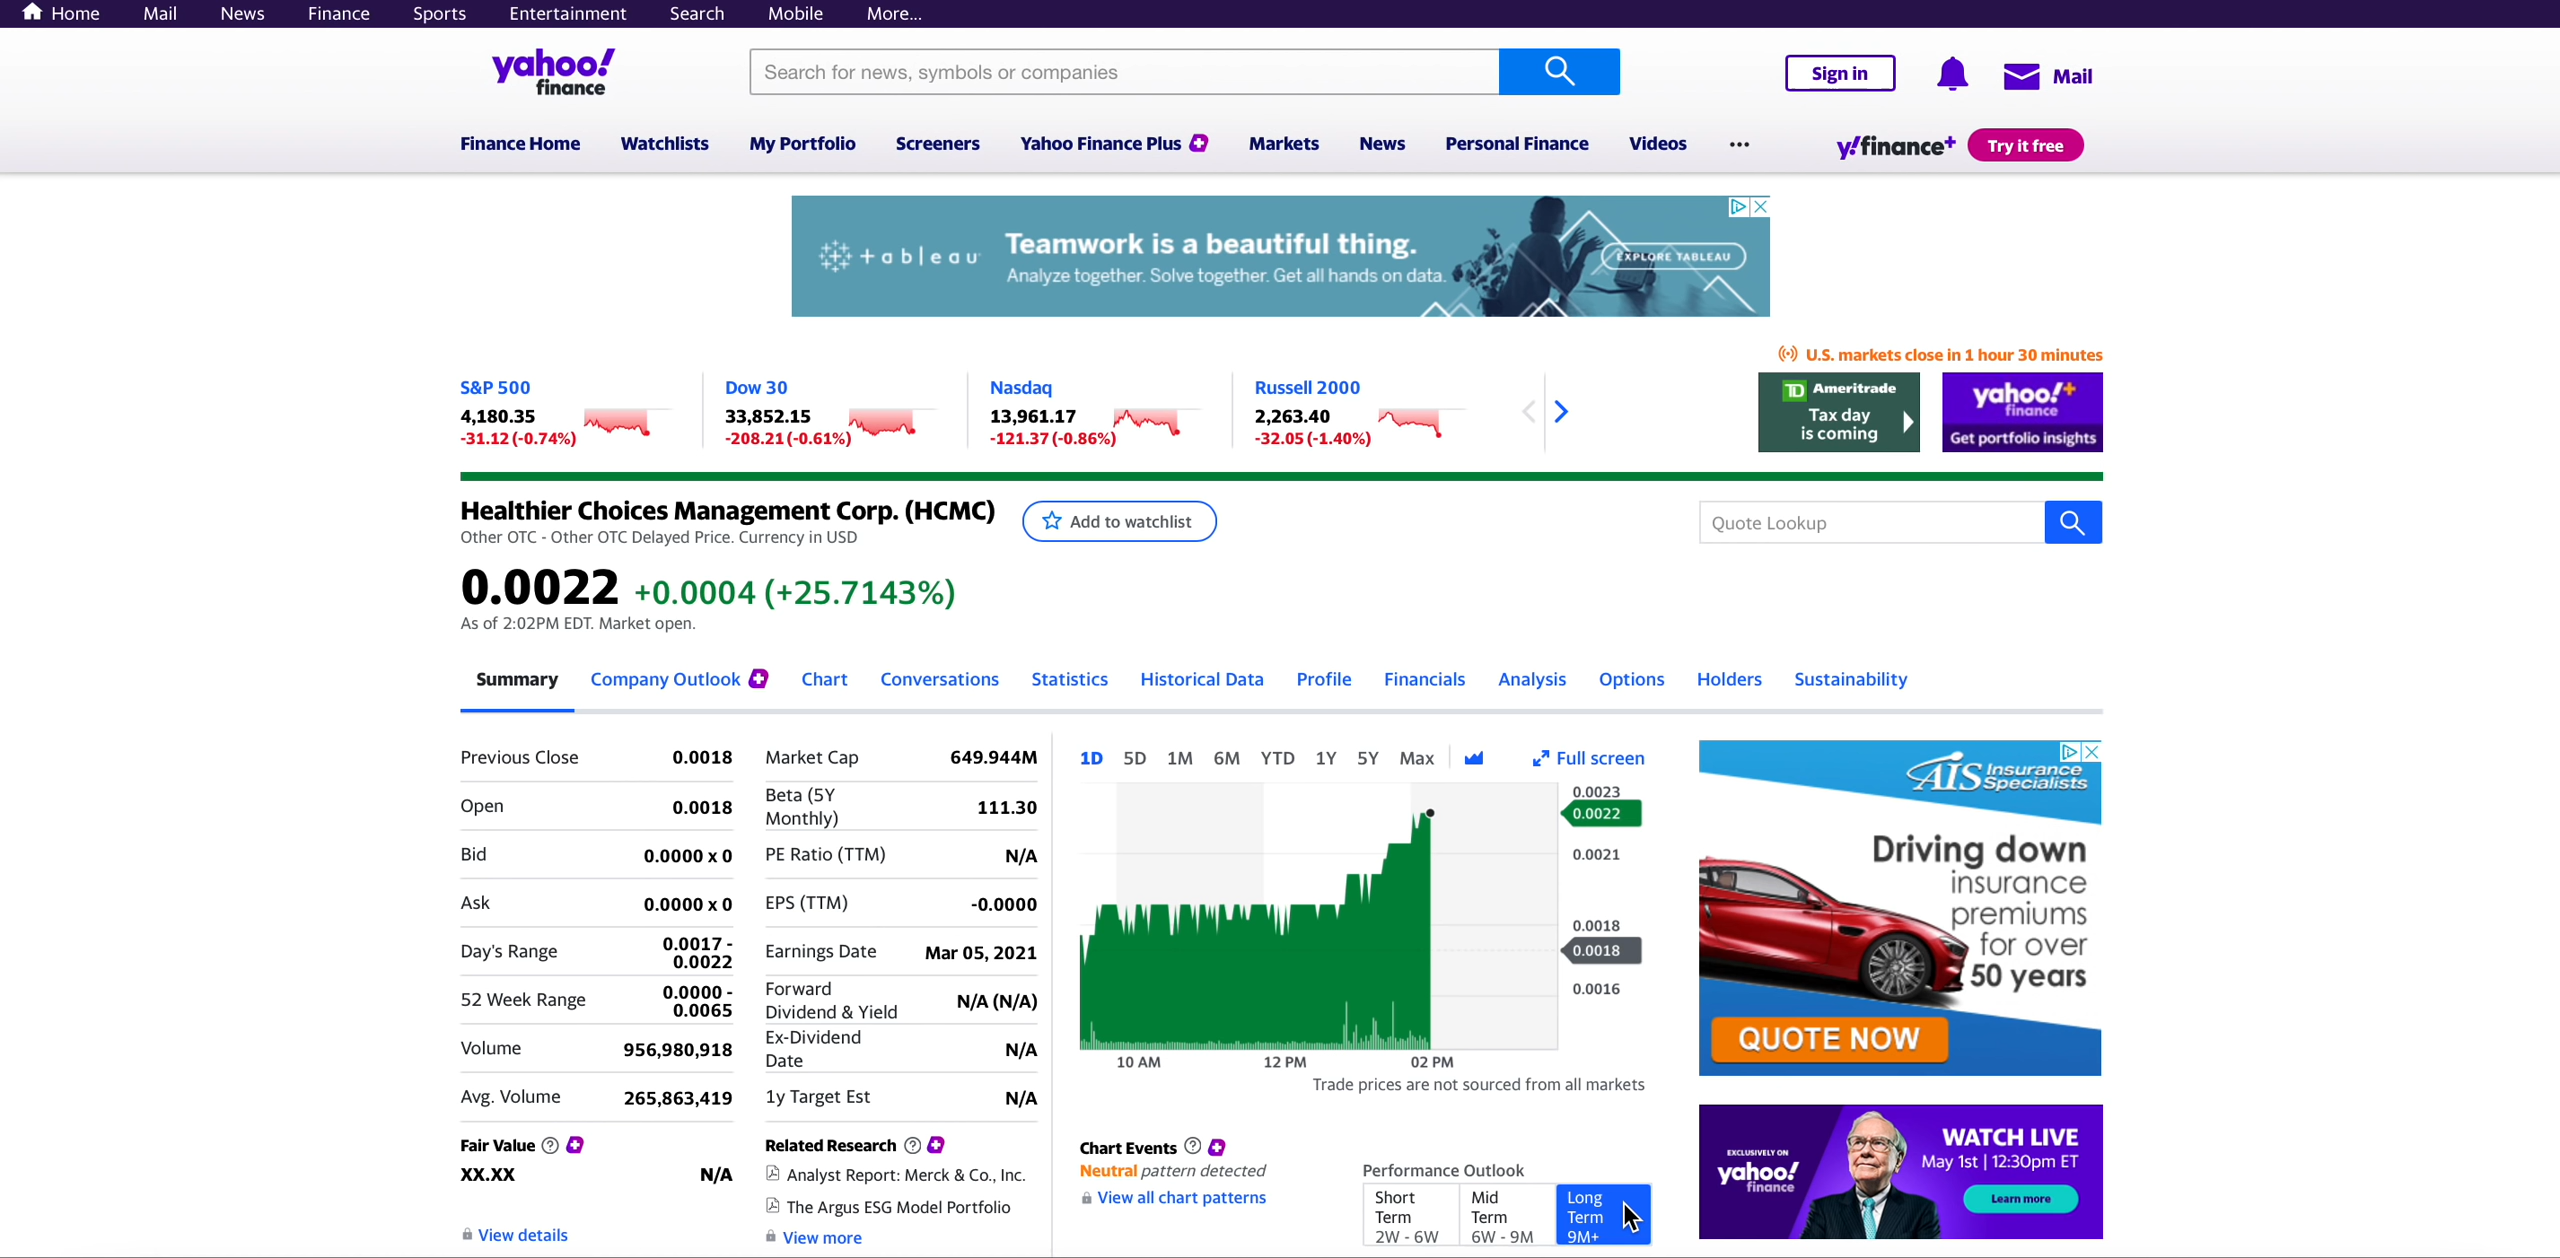 Home Mail News Finance Sports Entertainment Search Mobile More...
yahoo!
finance
Search for news, symbols or companies
Sign in
Mail
Finance Home Watchlists My Portfolio Screeners Yahoo Finance Plus Markets News Personal Finance Videos ...
y!finance+ Try it free
+ableau
Teamwork is a beautiful thing.
Analyze together. Solve together. Get all hands on data.
EXPLORE TABLEAU
U.S. markets close in 1 hour 30 minutes
S&P 500
4,180.35
-31.12 (-0.74%)
Dow 30
33,852.15
-208.21 (-0.61%)
Nasdaq
13,961.17
-121.37 (-0.86%)
Russell 2000
2,263.40
-32.05 (-1.40%)
TD Ameritrade
Tax day
is coming
yahoo!+
finance
Get portfolio insights
Healthier Choices Management Corp. (HCMC)
Other OTC - Other OTC Delayed Price. Currency in USD
Add to watchlist
Quote Lookup
0.0022 +0.0004 (+25.7143%)
As of 2:02PM EDT. Market open.
Summary Company Outlook Chart Conversations Statistics Historical Data Profile Financials Analysis Options Holders Sustainability
Previous Close 0.0018
Open 0.0018
Bid 0.0000 x 0
Ask 0.0000 x 0
Day's Range 0.0017 -
0.0022
52 Week Range 0.0000 -
0.0065
Volume 956,980,918
Avg. Volume 265,863,419
Market Cap 649.944M
Beta (5Y
Monthly) 111.30
PE Ratio (TTM) N/A
EPS (TTM) -0.0000
Earnings Date Mar 05, 2021
Forward
Dividend & Yield N/A (N/A)
Ex-Dividend
Date N/A
1y Target Est N/A
Fair Value ?
XX.XX N/A
View details
Related Research ?
Analyst Report: Merck & Co., Inc.
The Argus ESG Model Portfolio
View more
1D 5D 1M 6M YTD 1Y 5Y Max Full screen
0.0023
0.0022
0.0021
0.0018
0.0018
0.0016
10 AM 12 PM 02 PM
Trade prices are not sourced from all markets
Chart Events ?
Neutral pattern detected
View all chart patterns
Performance Outlook
Short
Term
2W - 6W
Mid
Term
6W - 9M
Long
Term
9M+
AIS Insurance
Specialists
Driving down
insurance
premiums
for over
50 years
QUOTE NOW
EXCLUSIVELY ON
yahoo!
finance
WATCH LIVE
May 1st | 12:30pm ET
Learn more